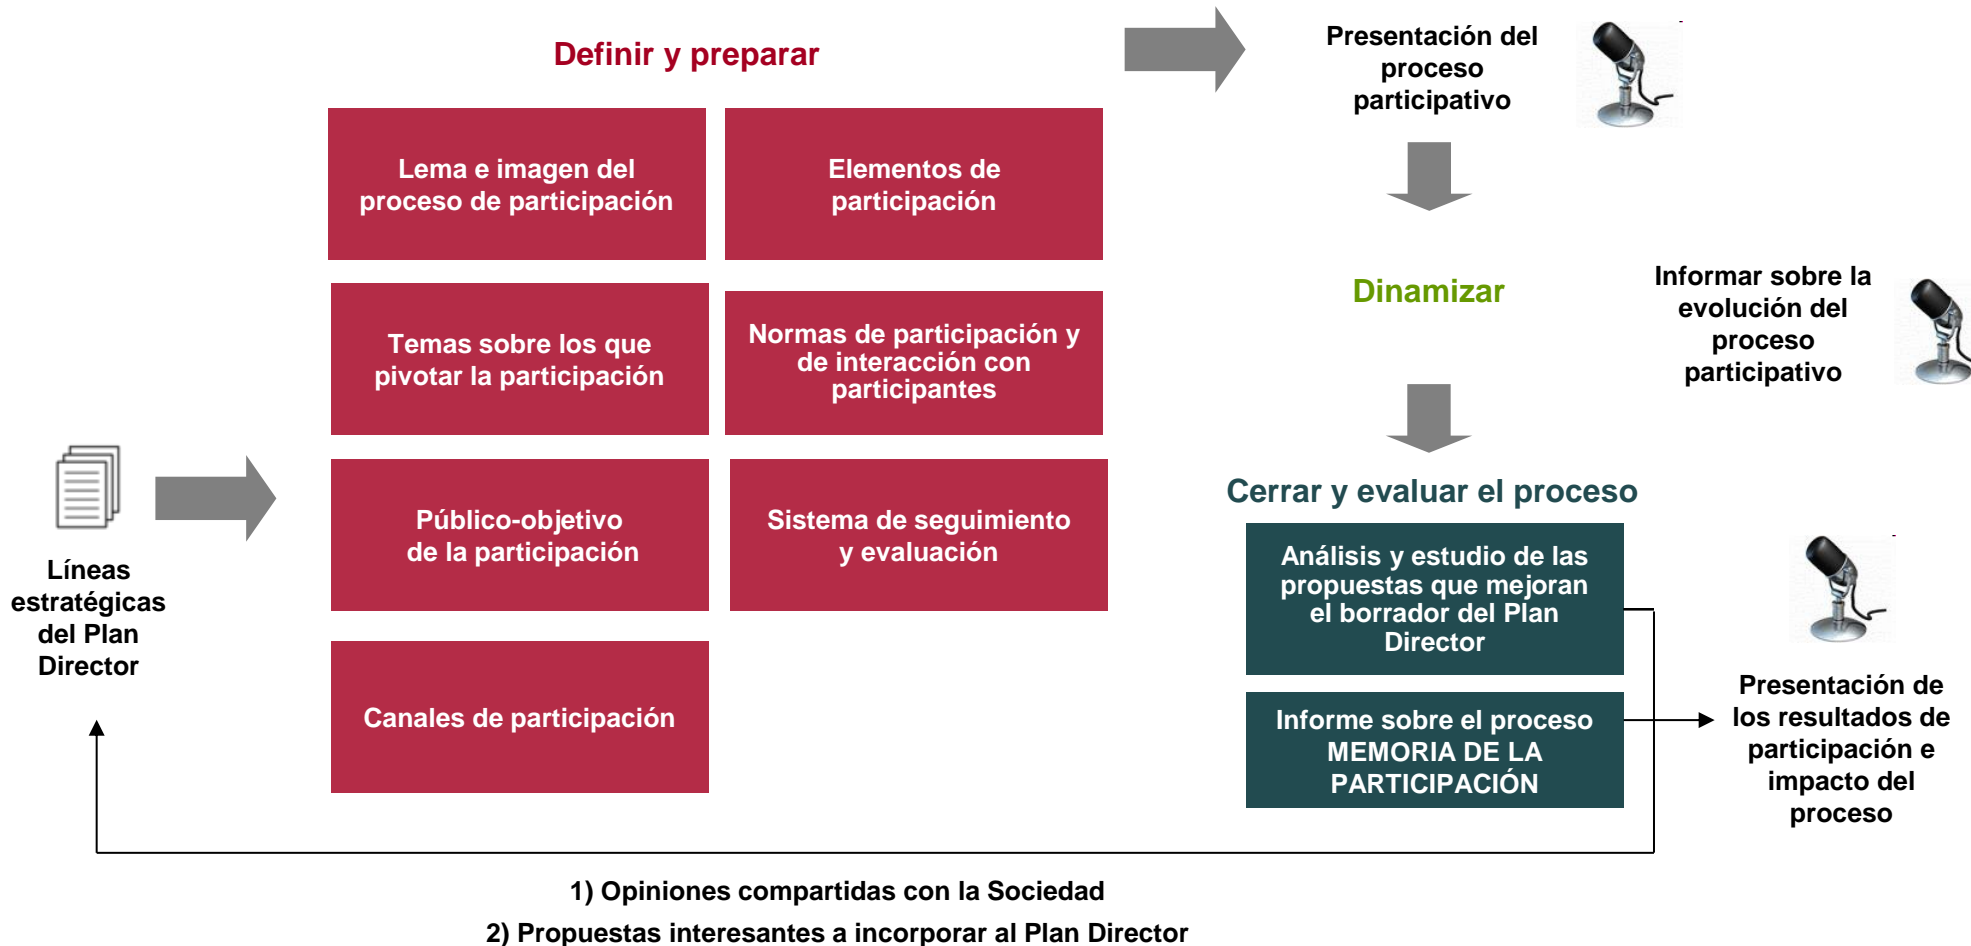 Definir y preparar
Lema e imagen del
proceso de participación
Elementos de
participación
Temas sobre los que
pivotar la participación
Normas de participación y
de interacción con
participantes
Público-objetivo
de la participación
Sistema de seguimiento
y evaluación
Canales de participación
Líneas
estratégicas
del Plan
Director
Presentación del
proceso
participativo
Dinamizar
Informar sobre la
evolución del
proceso
participativo
Cerrar y evaluar el proceso
Análisis y estudio de las
propuestas que mejoran
el borrador del Plan
Director
Informe sobre el proceso
MEMORIA DE LA
PARTICIPACIÓN
Presentación de
los resultados de
participación e
impacto del
proceso
1) Opiniones compartidas con la Sociedad
2) Propuestas interesantes a incorporar al Plan Director